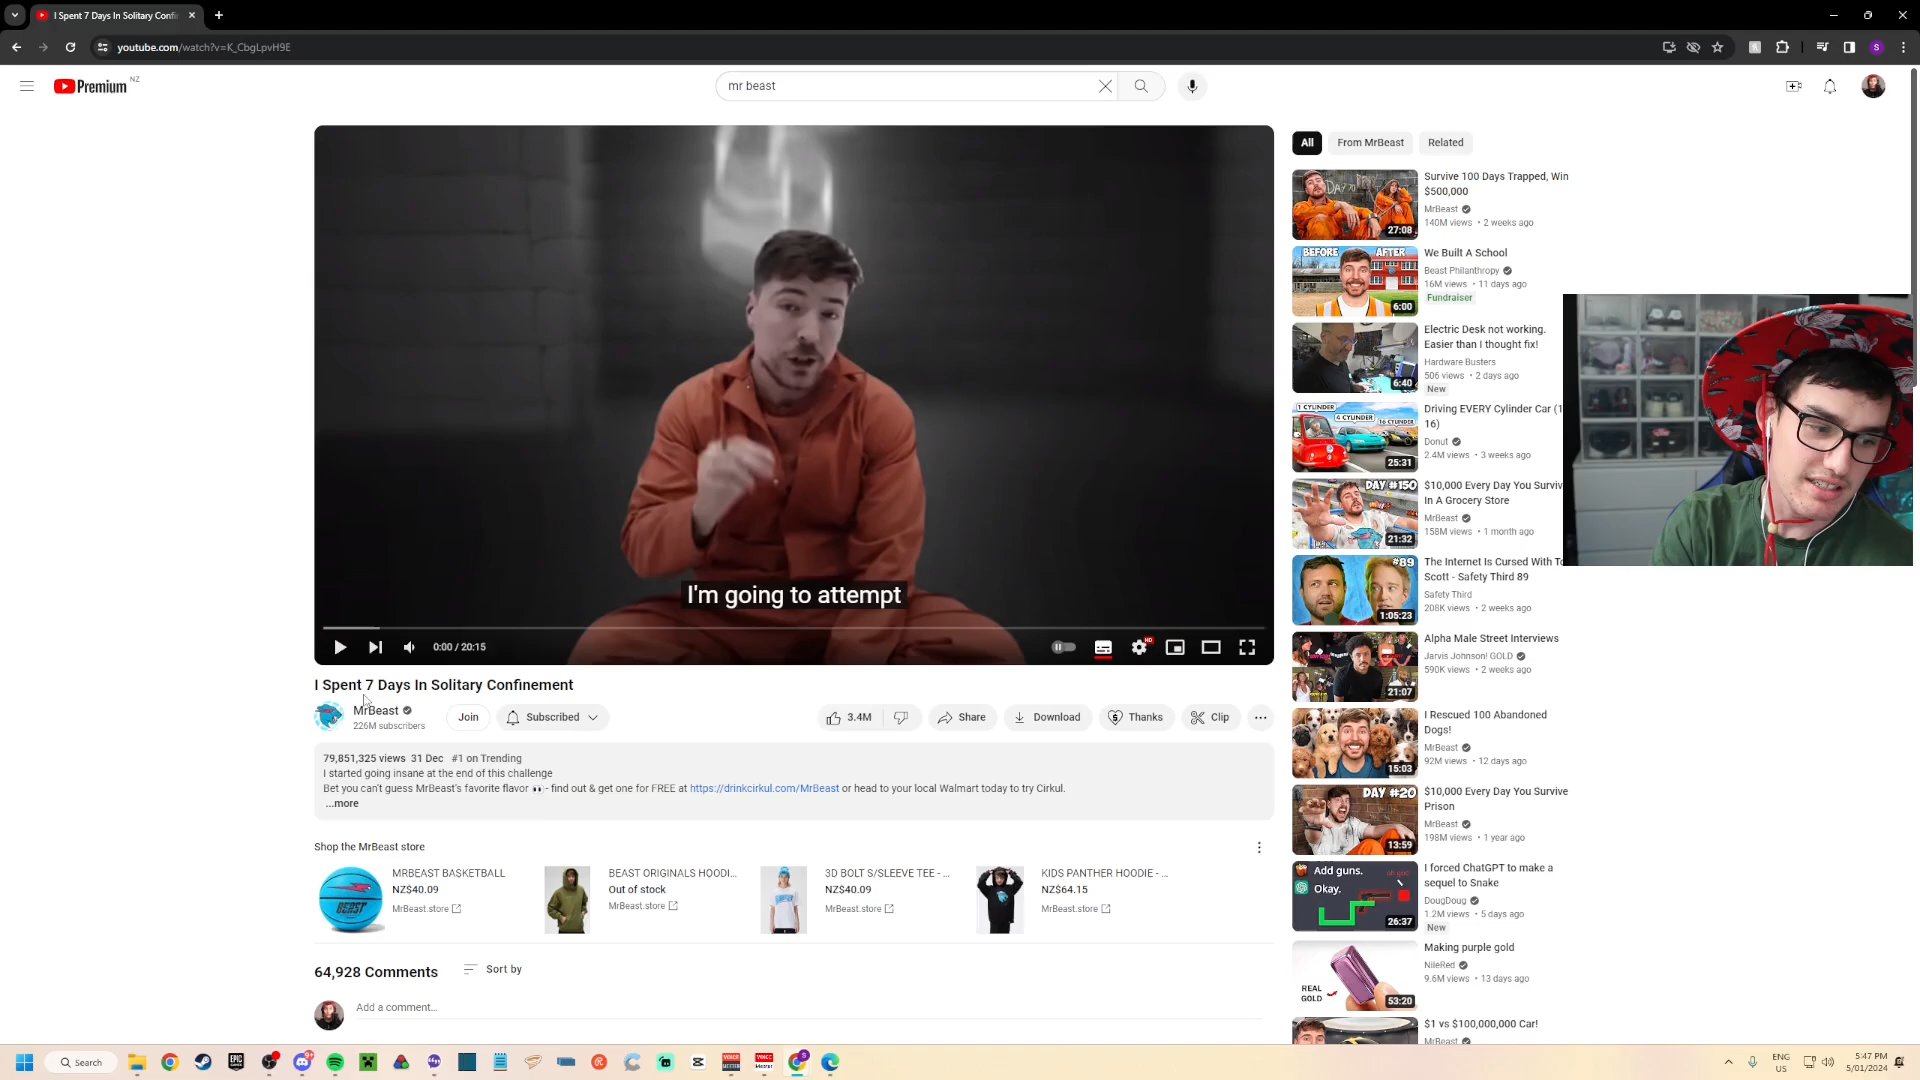 I Spent 7 Days In Solitary Confi
youtube.com/watch?v=K_CbgLpvH9E
S
Premium NZ
mr beast
I'm going to attempt
0:00 / 20:15
HD
I Spent 7 Days In Solitary Confinement
MrBeast
226M subscribers
Join
Subscribed
3.4M
Share
Download
Thanks
Clip
79,851,325 views 31 Dec #1 on Trending
I started going insane at the end of this challenge
Bet you can't guess MrBeast's favorite flavor 👀- find out & get one for FREE at https://drinkcirkul.com/MrBeast or head to your local Walmart today to try Cirkul.
...more
Shop the MrBeast store
BEAST
MRBEAST BASKETBALL
NZ$40.09
MrBeast.store
BEAST ORIGINALS HOODI...
Out of stock
MrBeast.store
3D BOLT S/SLEEVE TEE - ...
NZ$40.09
MrBeast.store
KIDS PANTHER HOODIE - ...
NZ$64.15
MrBeast.store
64,928 Comments
Sort by
Add a comment...
All
From MrBeast
Related
27:08
Survive 100 Days Trapped, Win
$500,000
MrBeast
140M views • 2 weeks ago
BEFORE AFTER
6:00
We Built A School
Beast Philanthropy
16M views • 11 days ago
Fundraiser
6:40
Electric Desk not working.
Easier than I thought fix!
Hardware Busters
506 views • 2 days ago
New
1 CYLINDER
4 CYLINDER
16 CYLINDER
25:31
Driving EVERY Cylinder Car (1
16)
Donut
2.4M views • 3 weeks ago
DAY #150
21:32
$10,000 Every Day You Surviv
In A Grocery Store
MrBeast
158M views • 1 month ago
#89
1:05:23
The Internet Is Cursed With To
Scott - Safety Third 89
Safety Third
208K views • 2 weeks ago
21:07
Alpha Male Street Interviews
Jarvis Johnson! GOLD
590K views • 2 weeks ago
15:03
I Rescued 100 Abandoned
Dogs!
MrBeast
92M views • 12 days ago
DAY #20
13:59
$10,000 Every Day You Survive
Prison
MrBeast
198M views • 1 year ago
Add guns.
Okay.
26:37
I forced ChatGPT to make a
sequel to Snake
DougDoug
1.2M views • 5 days ago
New
REAL
GOLD
53:20
Making purple gold
NileRed
9.6M views • 13 days ago
$1 vs $100,000,000 Car!
MrBeast
Search
ENG
US
5:47 PM
5/01/2024